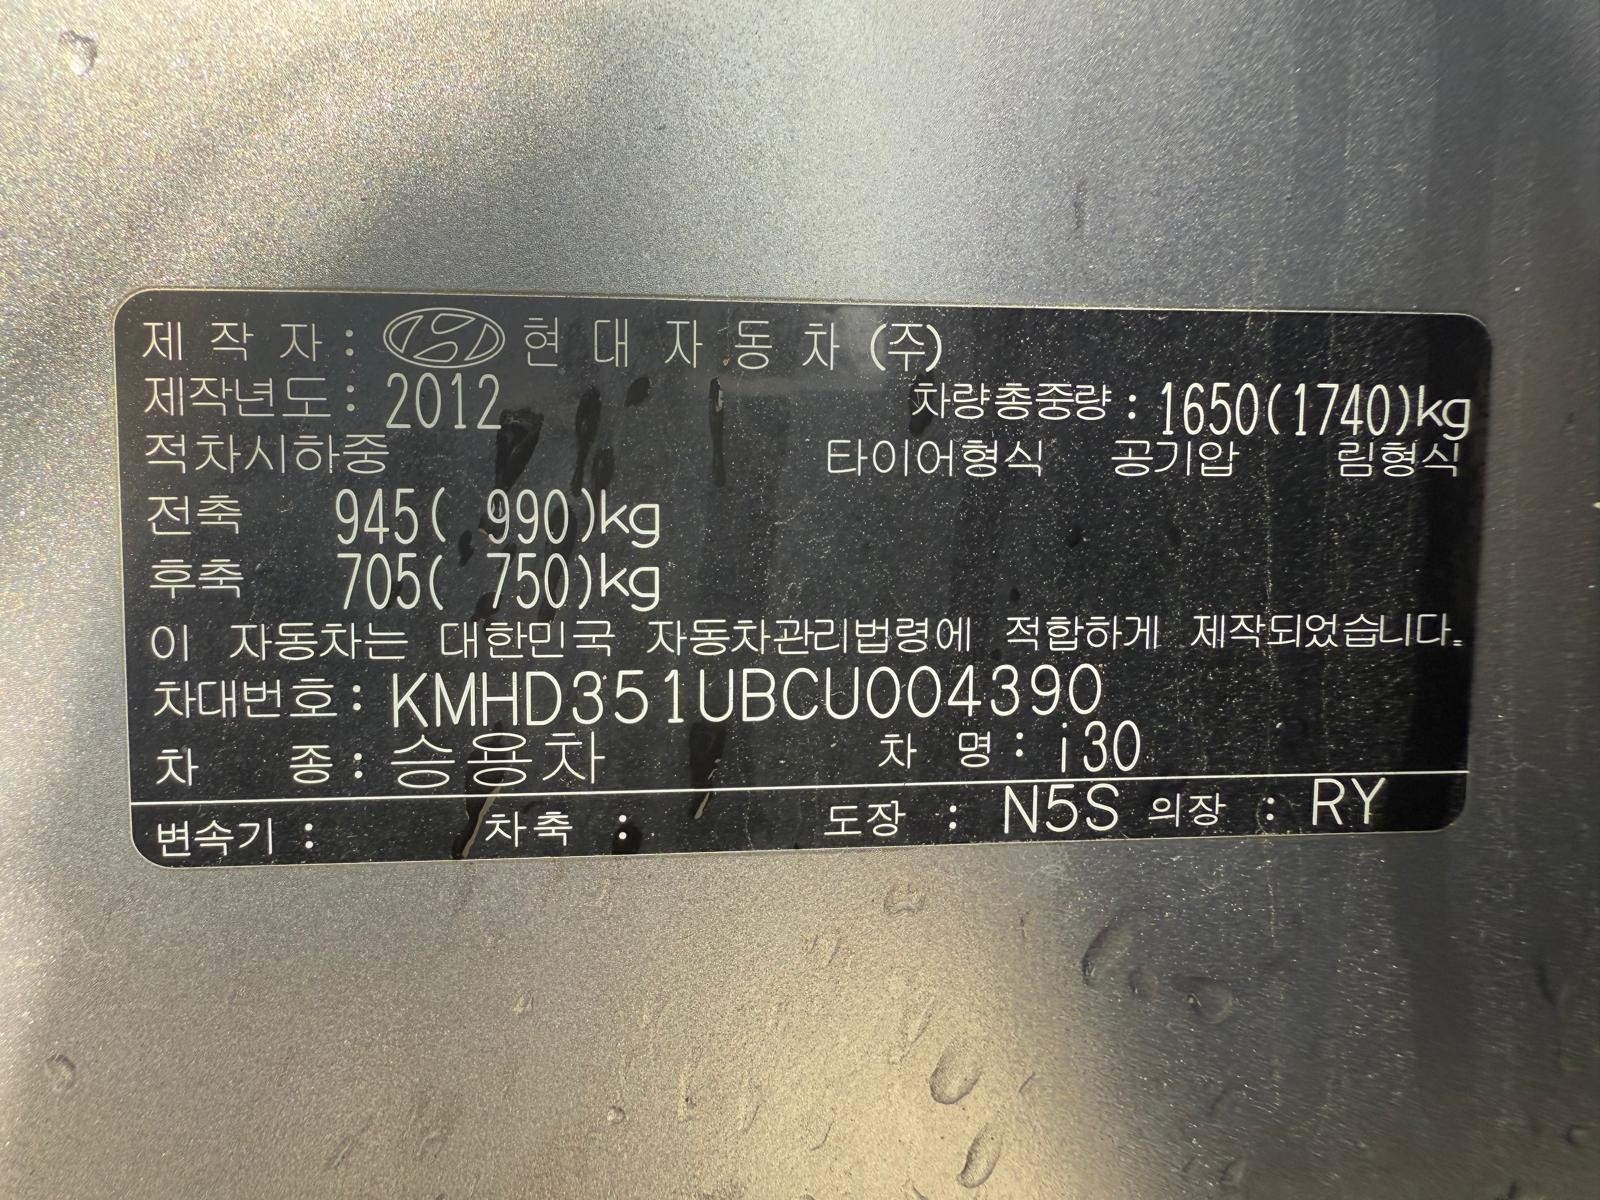 제 작 자 : 현 대 자 동 차 (주)
제작년도 : 2012 차량총중량 : 1650(1740)kg
적차시하중 타이어형식 공기압 림형식
전축 945( 990)kg
후축 705( 750)kg
이 자동차는 대한민국 자동차관리법령에 적합하게 제작되었습니다.
차대번호 : KMHD351UBCU004390
차 종 : 승용차 차 명 : i30
변속기 : 차축 : 도장 : N5S 의장 : RY